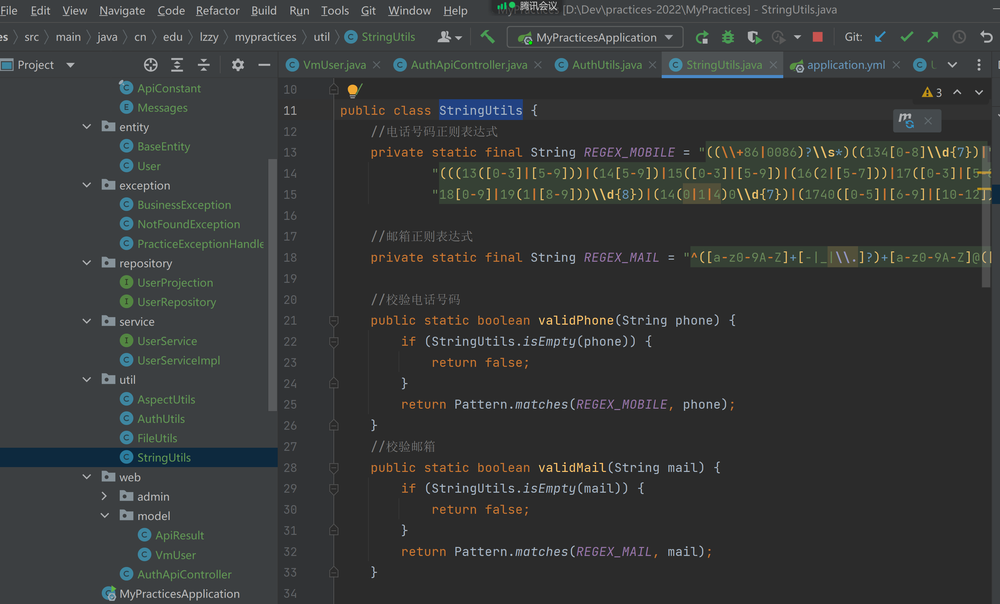 File Edit View Navigate Code Refactor Build Run Tools Git Window Help 腾讯会议 MyPractices [D:\Dev\practices-2022\MyPractices] - StringUtils.java
es src main java cn edu lzzy mypractices util StringUtils MyPracticesApplication Git:
Project VmUser.java AuthApiController.java AuthUtils.java StringUtils.java application.yml U
ApiConstant
Messages
entity
BaseEntity
User
exception
BusinessException
NotFoundException
PracticeExceptionHandle
repository
UserProjection
UserRepository
service
UserService
UserServiceImpl
util
AspectUtils
AuthUtils
FileUtils
StringUtils
web
admin
model
ApiResult
VmUser
AuthApiController
MyPracticesApplication
3
10 /
11 public class StringUtils {
12 //电话号码正则表达式
13 private static final String REGEX_MOBILE = "((\\+86|0086)?\\s*)((134[0-8]\\d{7})|"
14 "(((13([0-3]|[5-9]))|(14[5-9])|15([0-3]|[5-9])|(16(2|[5-7]))|17([0-3]|[5-
15 "18[0-9]|19(1|[8-9]))\\d{8})|(14(0|1|4)0\\d{7})|(1740([0-5]|[6-9]|[10-12])
16
17 //邮箱正则表达式
18 private static final String REGEX_MAIL = "^([a-z0-9A-Z]+[-|_|\\.]?)+[a-z0-9A-Z]@([
19
20 //校验电话号码
21 public static boolean validPhone(String phone) {
22 if (StringUtils.isEmpty(phone)) {
23 return false;
24 }
25 return Pattern.matches(REGEX_MOBILE, phone);
26 }
27 //校验邮箱
28 public static boolean validMail(String mail) {
29 if (StringUtils.isEmpty(mail)) {
30 return false;
31 }
32 return Pattern.matches(REGEX_MAIL, mail);
33 }
34